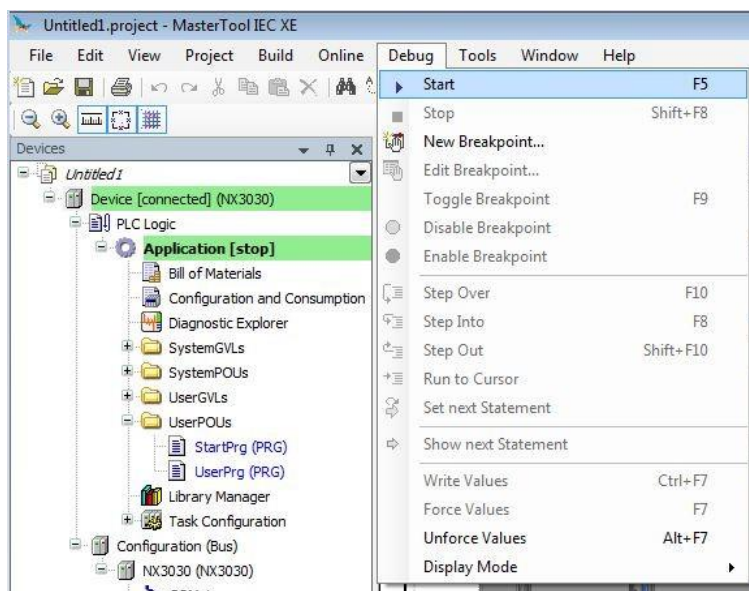 Untitled1.project - MasterTool IEC XE
File Edit View Project Build Online Debug Tools Window Help
Devices
Untitled1
Device [connected] (NX3030)
PLC Logic
Application [stop]
Bill of Materials
Configuration and Consumption
Diagnostic Explorer
SystemGVLs
SystemPOUs
UserGVLs
UserPOUs
StartPrg (PRG)
UserPrg (PRG)
Library Manager
Task Configuration
Configuration (Bus)
NX3030 (NX3030)
Start F5
Stop Shift+F8
New Breakpoint...
Edit Breakpoint...
Toggle Breakpoint F9
Disable Breakpoint
Enable Breakpoint
Step Over F10
Step Into F8
Step Out Shift+F10
Run to Cursor
Set next Statement
Show next Statement
Write Values Ctrl+F7
Force Values F7
Unforce Values Alt+F7
Display Mode